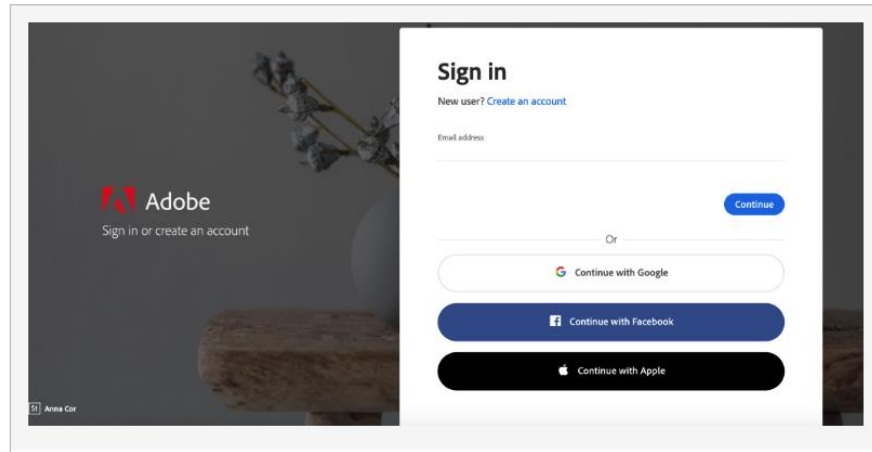 Sign in
New user? Create an account
Email address
Adobe
Sign in or create an account
Continue
Or
Continue with Google
Continue with Facebook
Continue with Apple
St Anna Cor